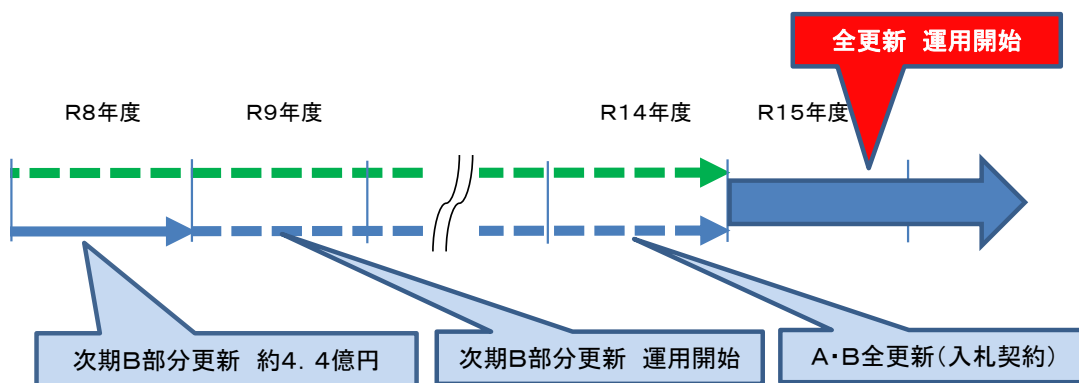 全更新 運用開始
R8年度
R9年度
R14年度
R15年度
次期B部分更新 約4.4億円
次期B部分更新 運用開始
A・B全更新(入札契約)